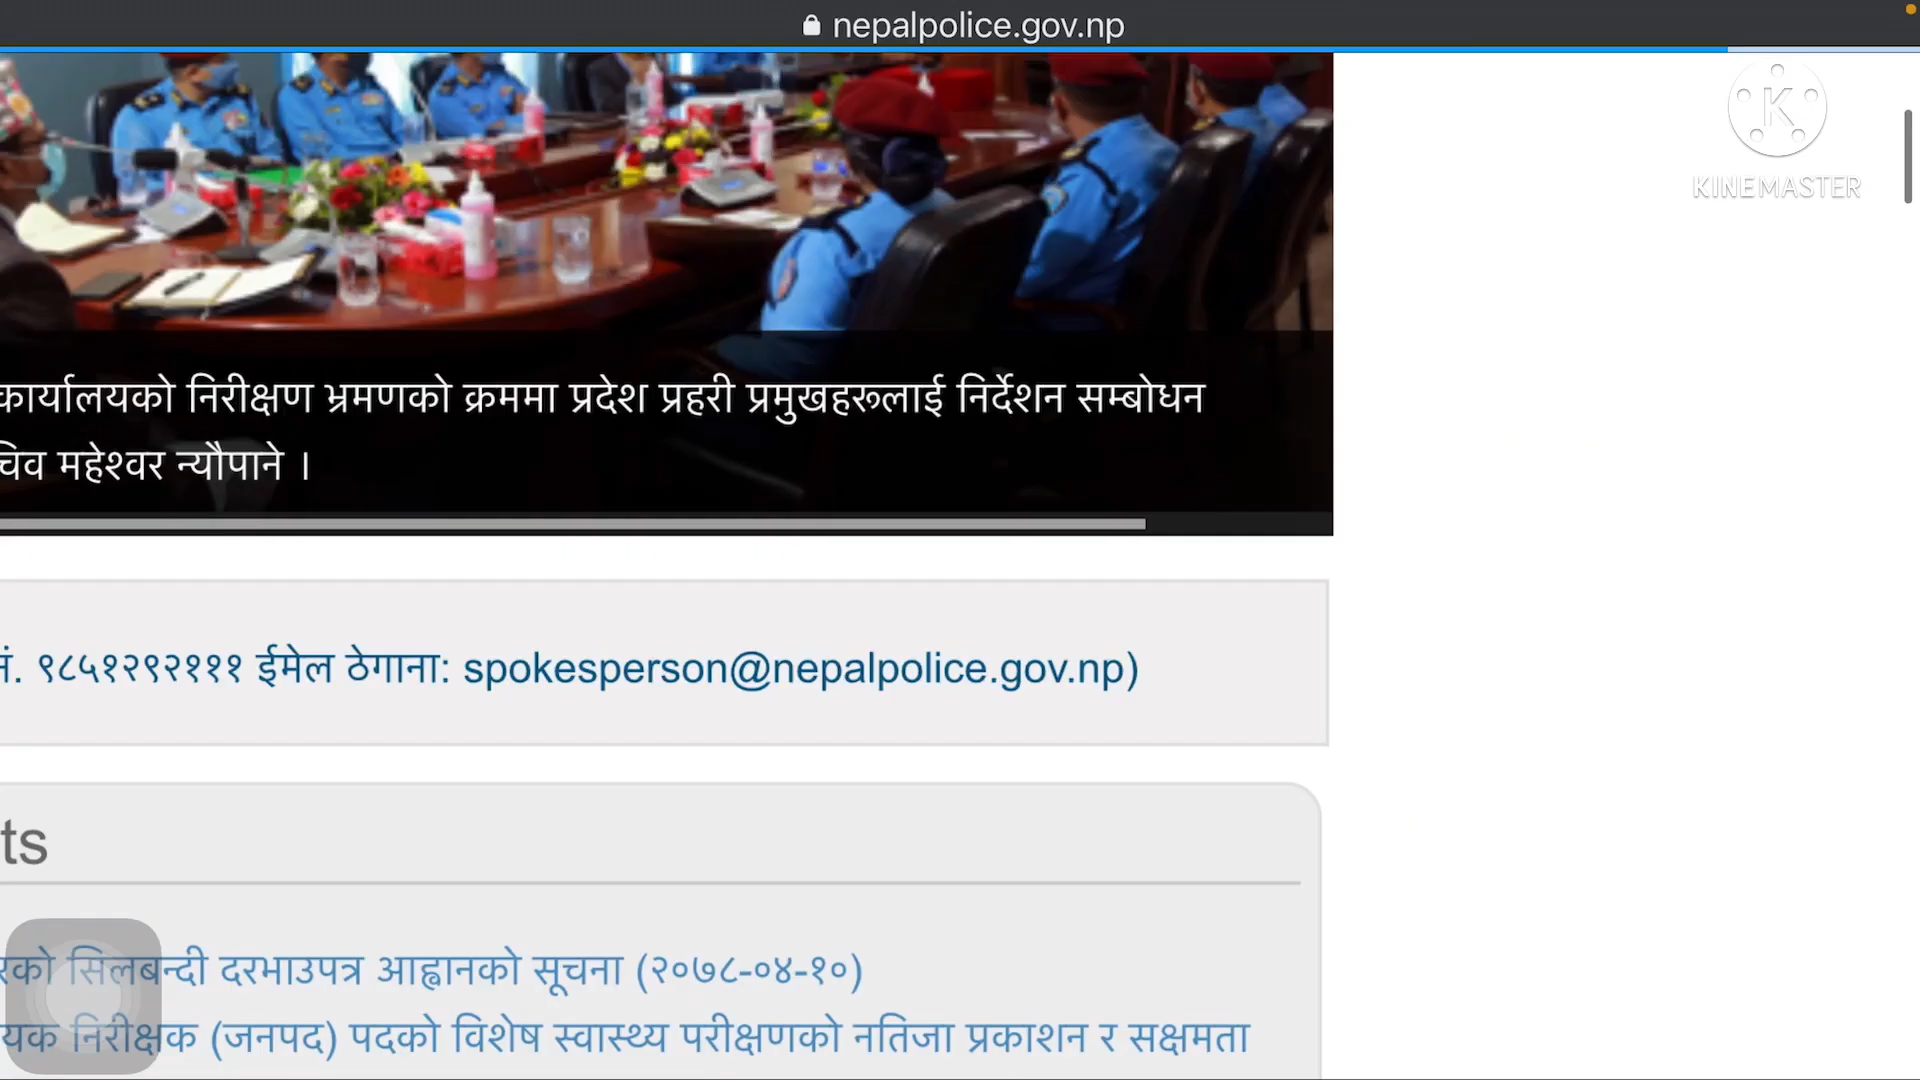 nepalpolice.gov.np
KINEMASTER
कार्यालयको निरीक्षण भ्रमणको क्रममा प्रदेश प्रहरी प्रमुखहरूलाई निर्देशन सम्बोधन
महेश्वर न्यौपाने ।
नं. ९८५१२९२१११ ईमेल ठेगाना: spokesperson@nepalpolice.gov.np)
ts
सिलबन्दी दरभाउपत्र आह्वानको सूचना (२०७८-०४-१०)
निरीक्षक (जनपद) पदको विशेष स्वास्थ्य परीक्षणको नतिजा प्रकाशन र सक्षमता